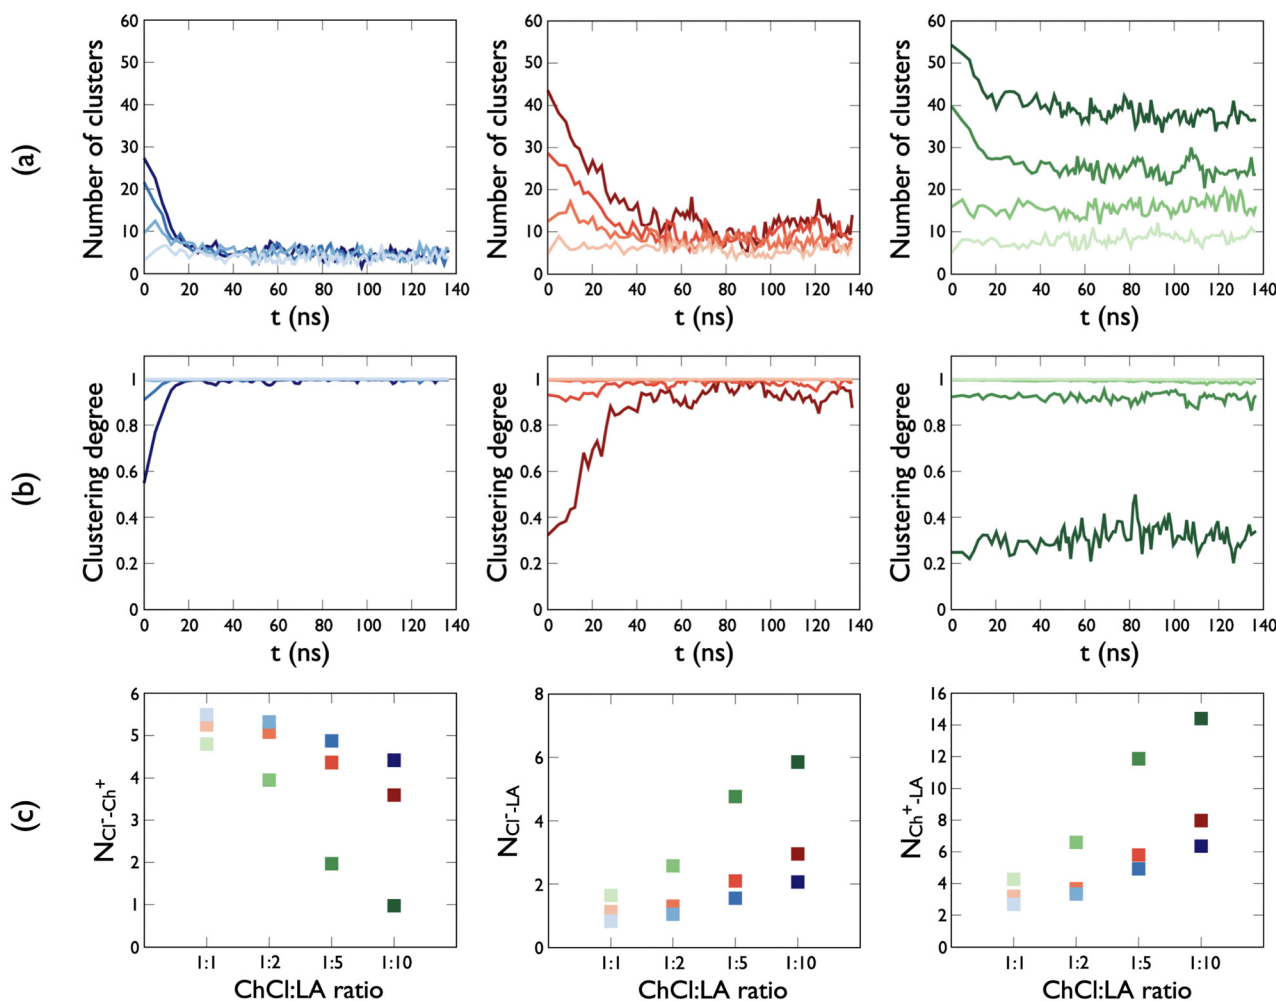 (a)
Number of clusters
60
50
40
30
20
10
0
0 20 40 60 80 100 120 140
t (ns)
Number of clusters
60
50
40
30
20
10
0
0 20 40 60 80 100 120 140
t (ns)
Number of clusters
60
50
40
30
20
10
0
0 20 40 60 80 100 120 140
t (ns)
(b)
Clustering degree
1
0.8
0.6
0.4
0.2
0
0 20 40 60 80 100 120 140
t (ns)
Clustering degree
1
0.8
0.6
0.4
0.2
0
0 20 40 60 80 100 120 140
t (ns)
Clustering degree
1
0.8
0.6
0.4
0.2
0
0 20 40 60 80 100 120 140
t (ns)
(c)
NCl⁻-Ch⁺
6
5
4
3
2
1
0
1:1 1:2 1:5 1:10
ChCl:LA ratio
NCl⁻-LA
8
6
4
2
0
1:1 1:2 1:5 1:10
ChCl:LA ratio
NCh⁺-LA
16
14
12
10
8
6
4
2
0
1:1 1:2 1:5 1:10
ChCl:LA ratio